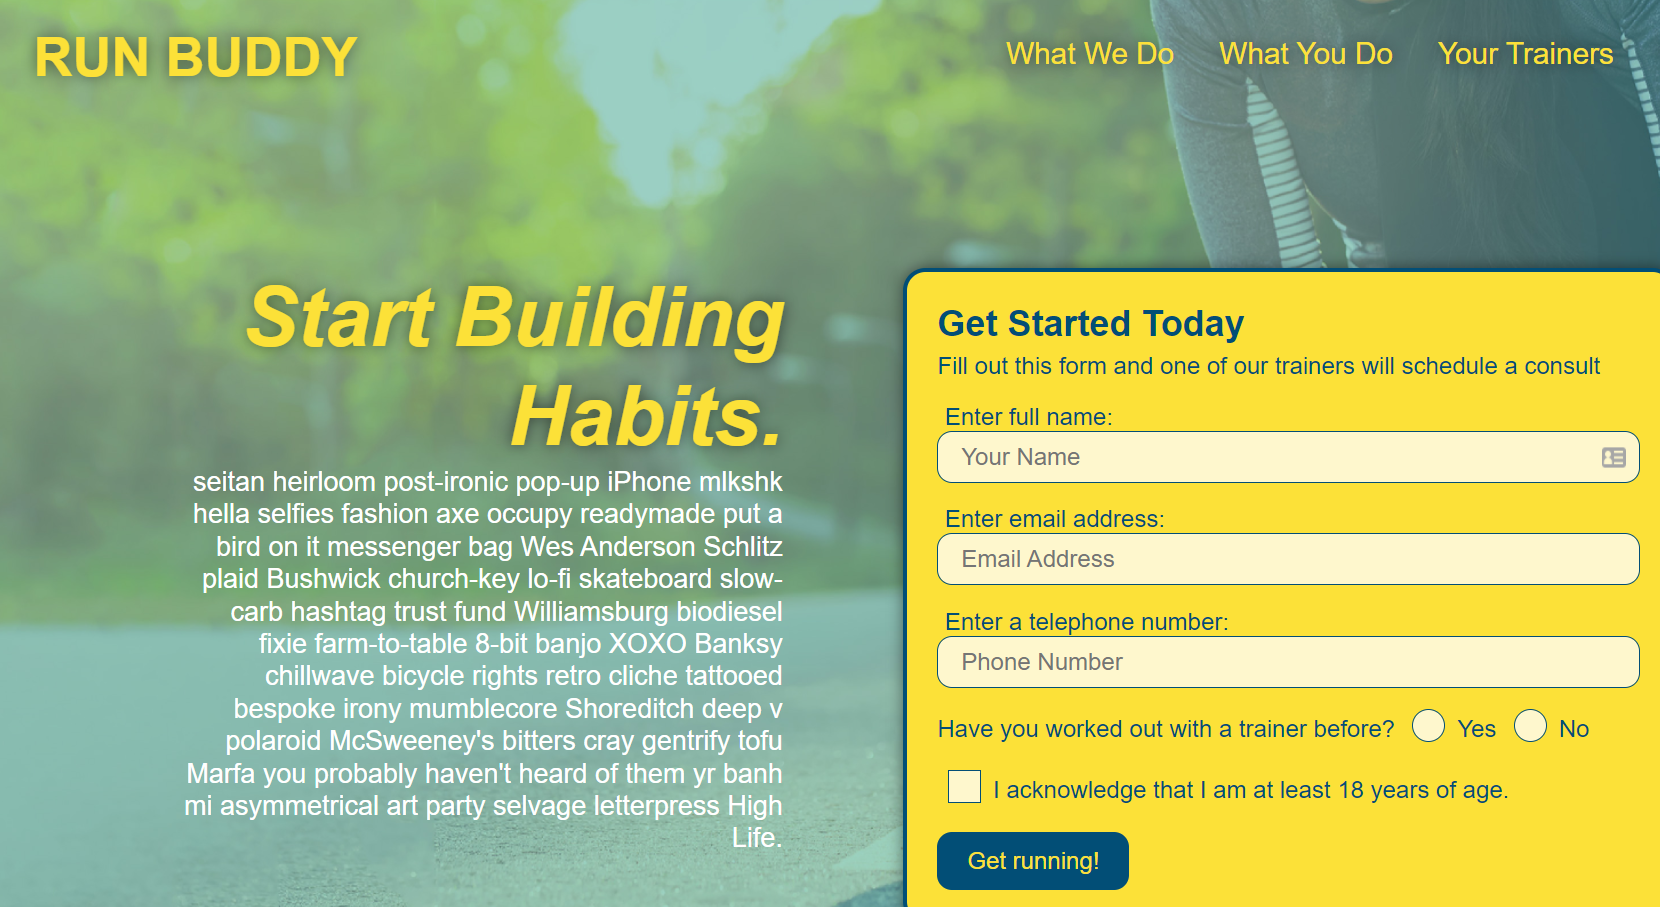 RUN BUDDY
What We Do What You Do Your Trainers
Start Building
Habits.
seitan heirloom post-ironic pop-up iPhone mlkshk
hella selfies fashion axe occupy readymade put a
bird on it messenger bag Wes Anderson Schlitz
plaid Bushwick church-key lo-fi skateboard slow-
carb hashtag trust fund Williamsburg biodiesel
fixie farm-to-table 8-bit banjo XOXO Banksy
chillwave bicycle rights retro cliche tattooed
bespoke irony mumblecore Shoreditch deep v
polaroid McSweeney's bitters cray gentrify tofu
Marfa you probably haven't heard of them yr banh
mi asymmetrical art party selvage letterpress High
Life.
Get Started Today
Fill out this form and one of our trainers will schedule a consult
Enter full name:
Your Name
Enter email address:
Email Address
Enter a telephone number:
Phone Number
Have you worked out with a trainer before? Yes No
I acknowledge that I am at least 18 years of age.
Get running!